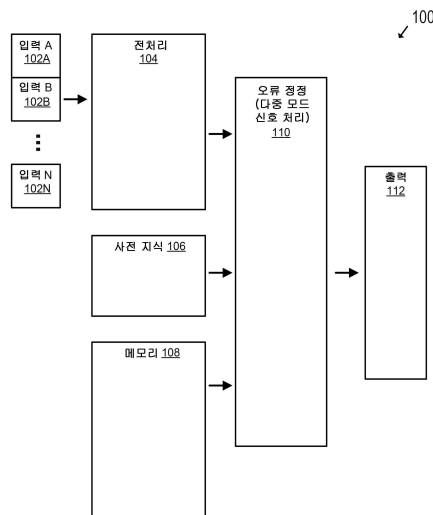 100
입력 A
102A
입력 B
102B
입력 N
102N
전처리
104
사전 지식 106
메모리 108
오류 정정
(다중 모드
신호 처리)
110
출력
112